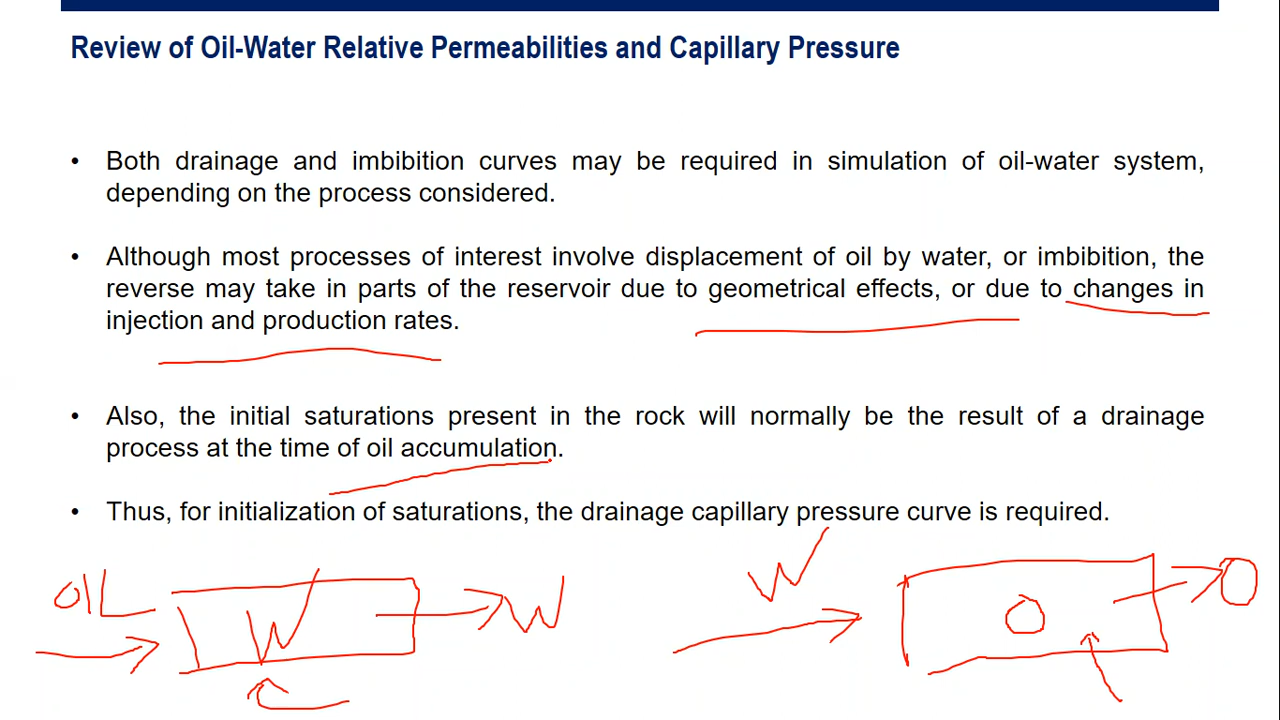 Review of Oil-Water Relative Permeabilities and Capillary Pressure
• Both drainage and imbibition curves may be required in simulation of oil-water system,
depending on the process considered.
• Although most processes of interest involve displacement of oil by water, or imbibition, the
reverse may take in parts of the reservoir due to geometrical effects, or due to changes in
injection and production rates.
• Also, the initial saturations present in the rock will normally be the result of a drainage
process at the time of oil accumulation.
• Thus, for initialization of saturations, the drainage capillary pressure curve is required.
OIL W W W O O